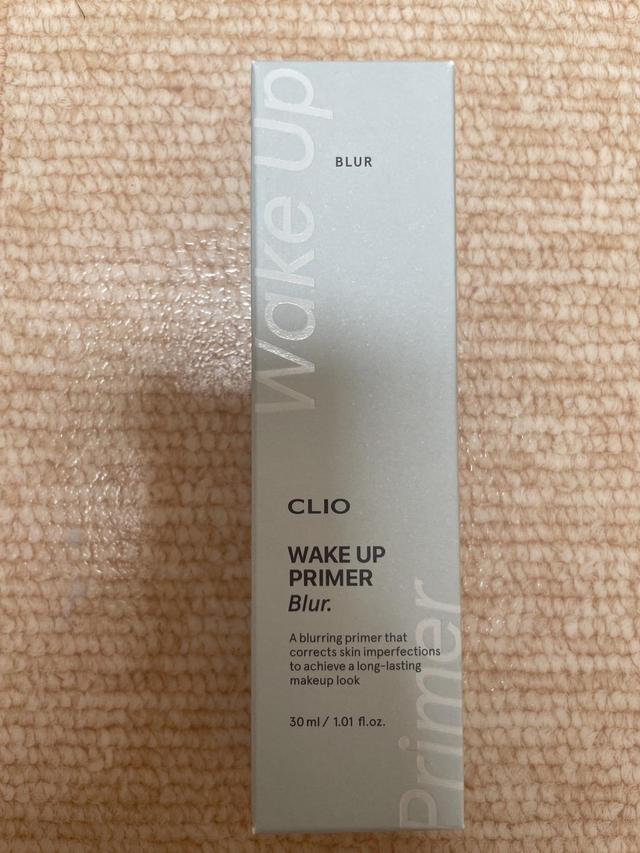 Wake Up
BLUR
CLIO
WAKE UP
PRIMER
Blur.
A blurring primer that
corrects skin imperfections
to achieve a long-lasting
makeup look
30 ml / 1.01 fl.oz.
Primer